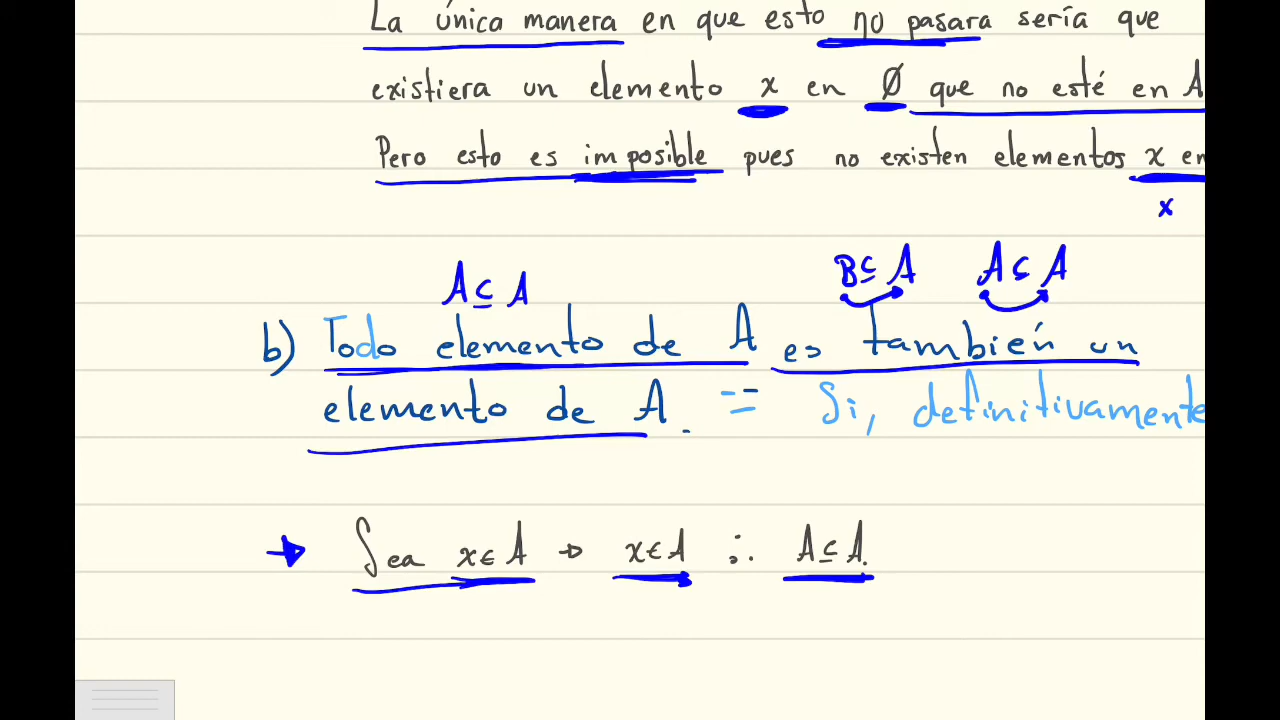 La única manera en que esto no pasara sería que
existiera un elemento x en ∅ que no esté en A
Pero esto es imposible pues no existen elementos x en
x
A ⊆ A B ⊆ A A ⊆ A
b) Todo elemento de A es también un
elemento de A. Si, definitivamente
Sea x ∈ A → x ∈ A ∴ A ⊆ A.